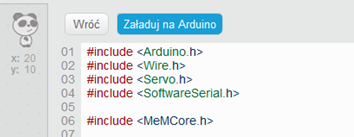 Wróć Załaduj na Arduino
x: 20
y: 10
01 #include <Arduino.h>
02 #include <Wire.h>
03 #include <Servo.h>
04 #include <SoftwareSerial.h>
05
06 #include <MeMCore.h>
07